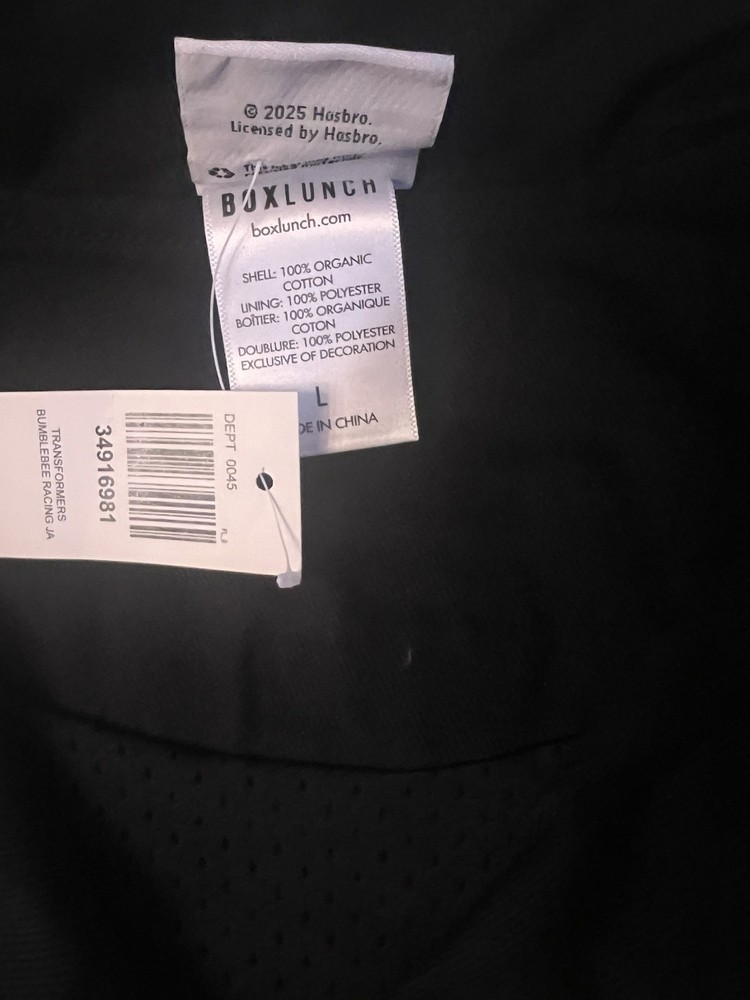 © 2025 Hasbro.
Licensed by Hasbro.
BOXLUNCH
boxlunch.com
SHELL: 100% ORGANIC
COTTON
LINING: 100% POLYESTER
BOÎTIER: 100% ORGANIQUE
COTON
DOUBLURE: 100% POLYESTER
EXCLUSIVE OF DECORATION
L
DE IN CHINA
DEPT 0045
34916981
TRANSFORMERS
BUMBLEBEE RACING JA